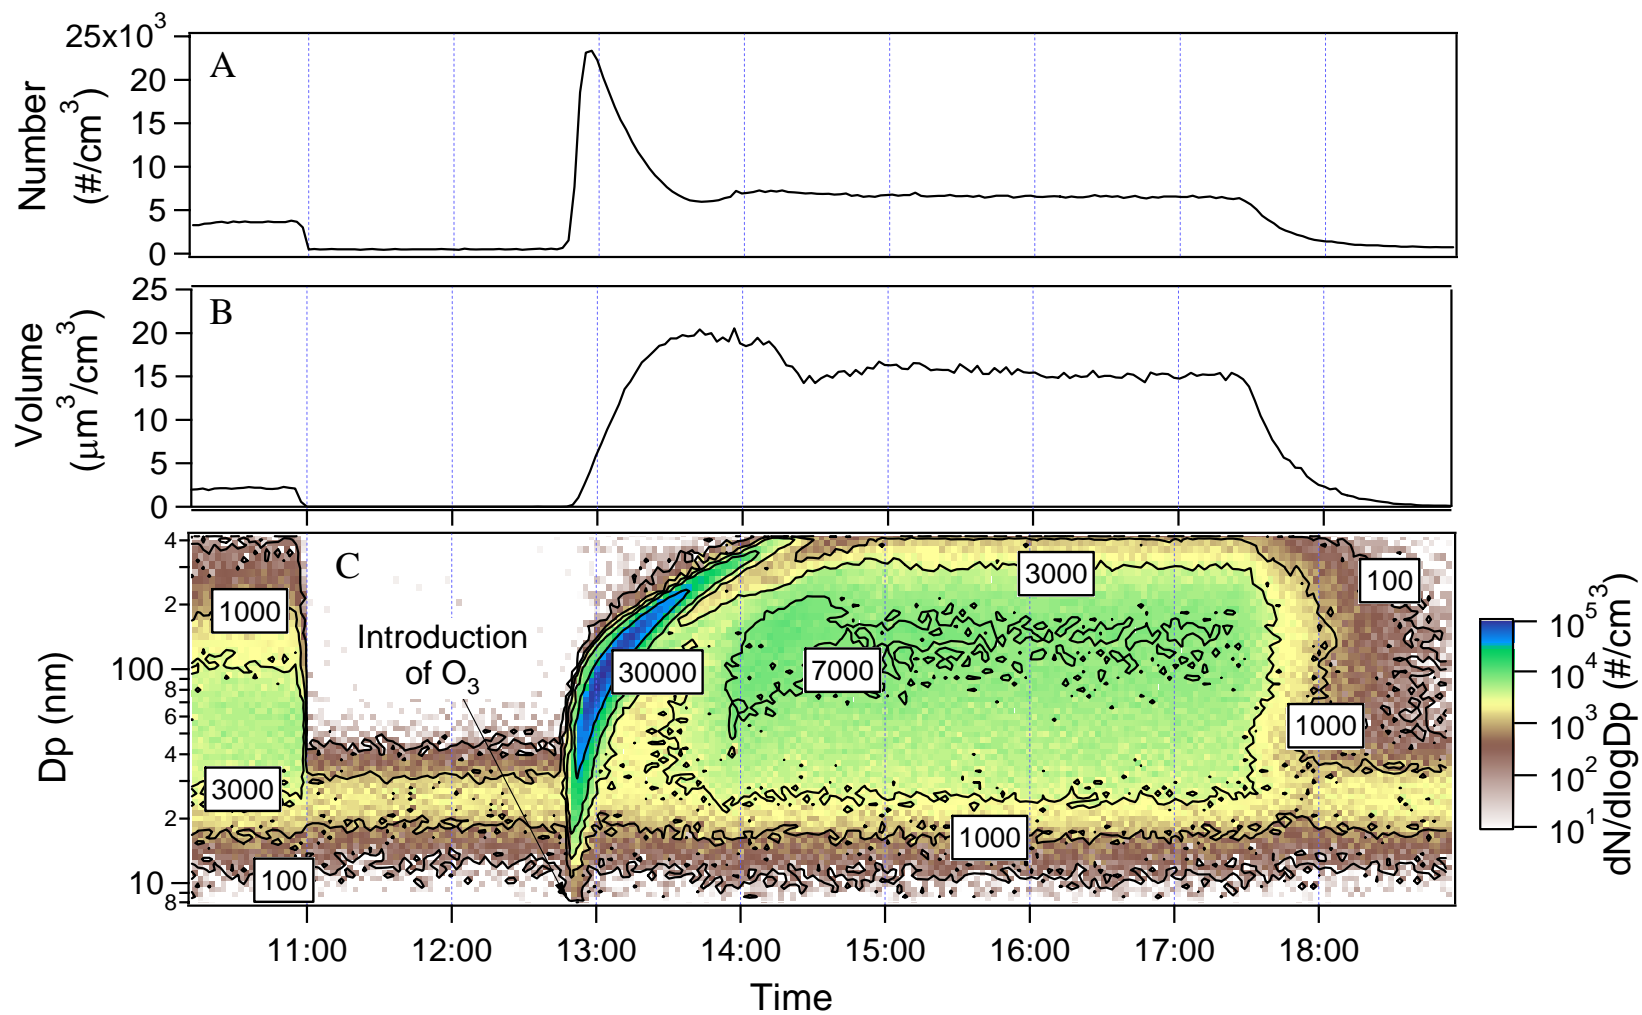 25x10³
20
15
10
5
0
Number
(#/cm³)
A
25
20
15
10
5
0
Volume
(µm³/cm³)
B
4
2
100
8
6
4
2
10
8
Dp (nm)
C
1000
3000
100
Introduction
of O₃
30000
7000
3000
1000
100
1000
11:00 12:00 13:00 14:00 15:00 16:00 17:00 18:00
Time
10⁵
10⁴
10³
10²
10¹
dN/dlogDp (#/cm³)